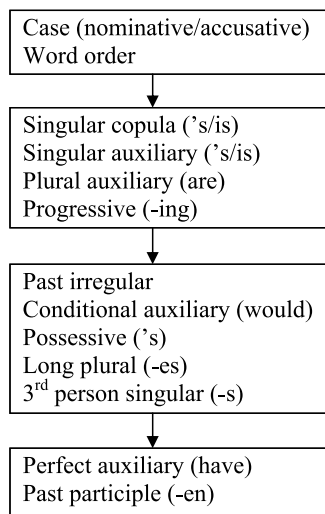 Case (nominative/accusative)
Word order
Singular copula (’s/is)
Singular auxiliary (’s/is)
Plural auxiliary (are)
Progressive (-ing)
Past irregular
Conditional auxiliary (would)
Possessive (’s)
Long plural (-es)
3rd person singular (-s)
Perfect auxiliary (have)
Past participle (-en)